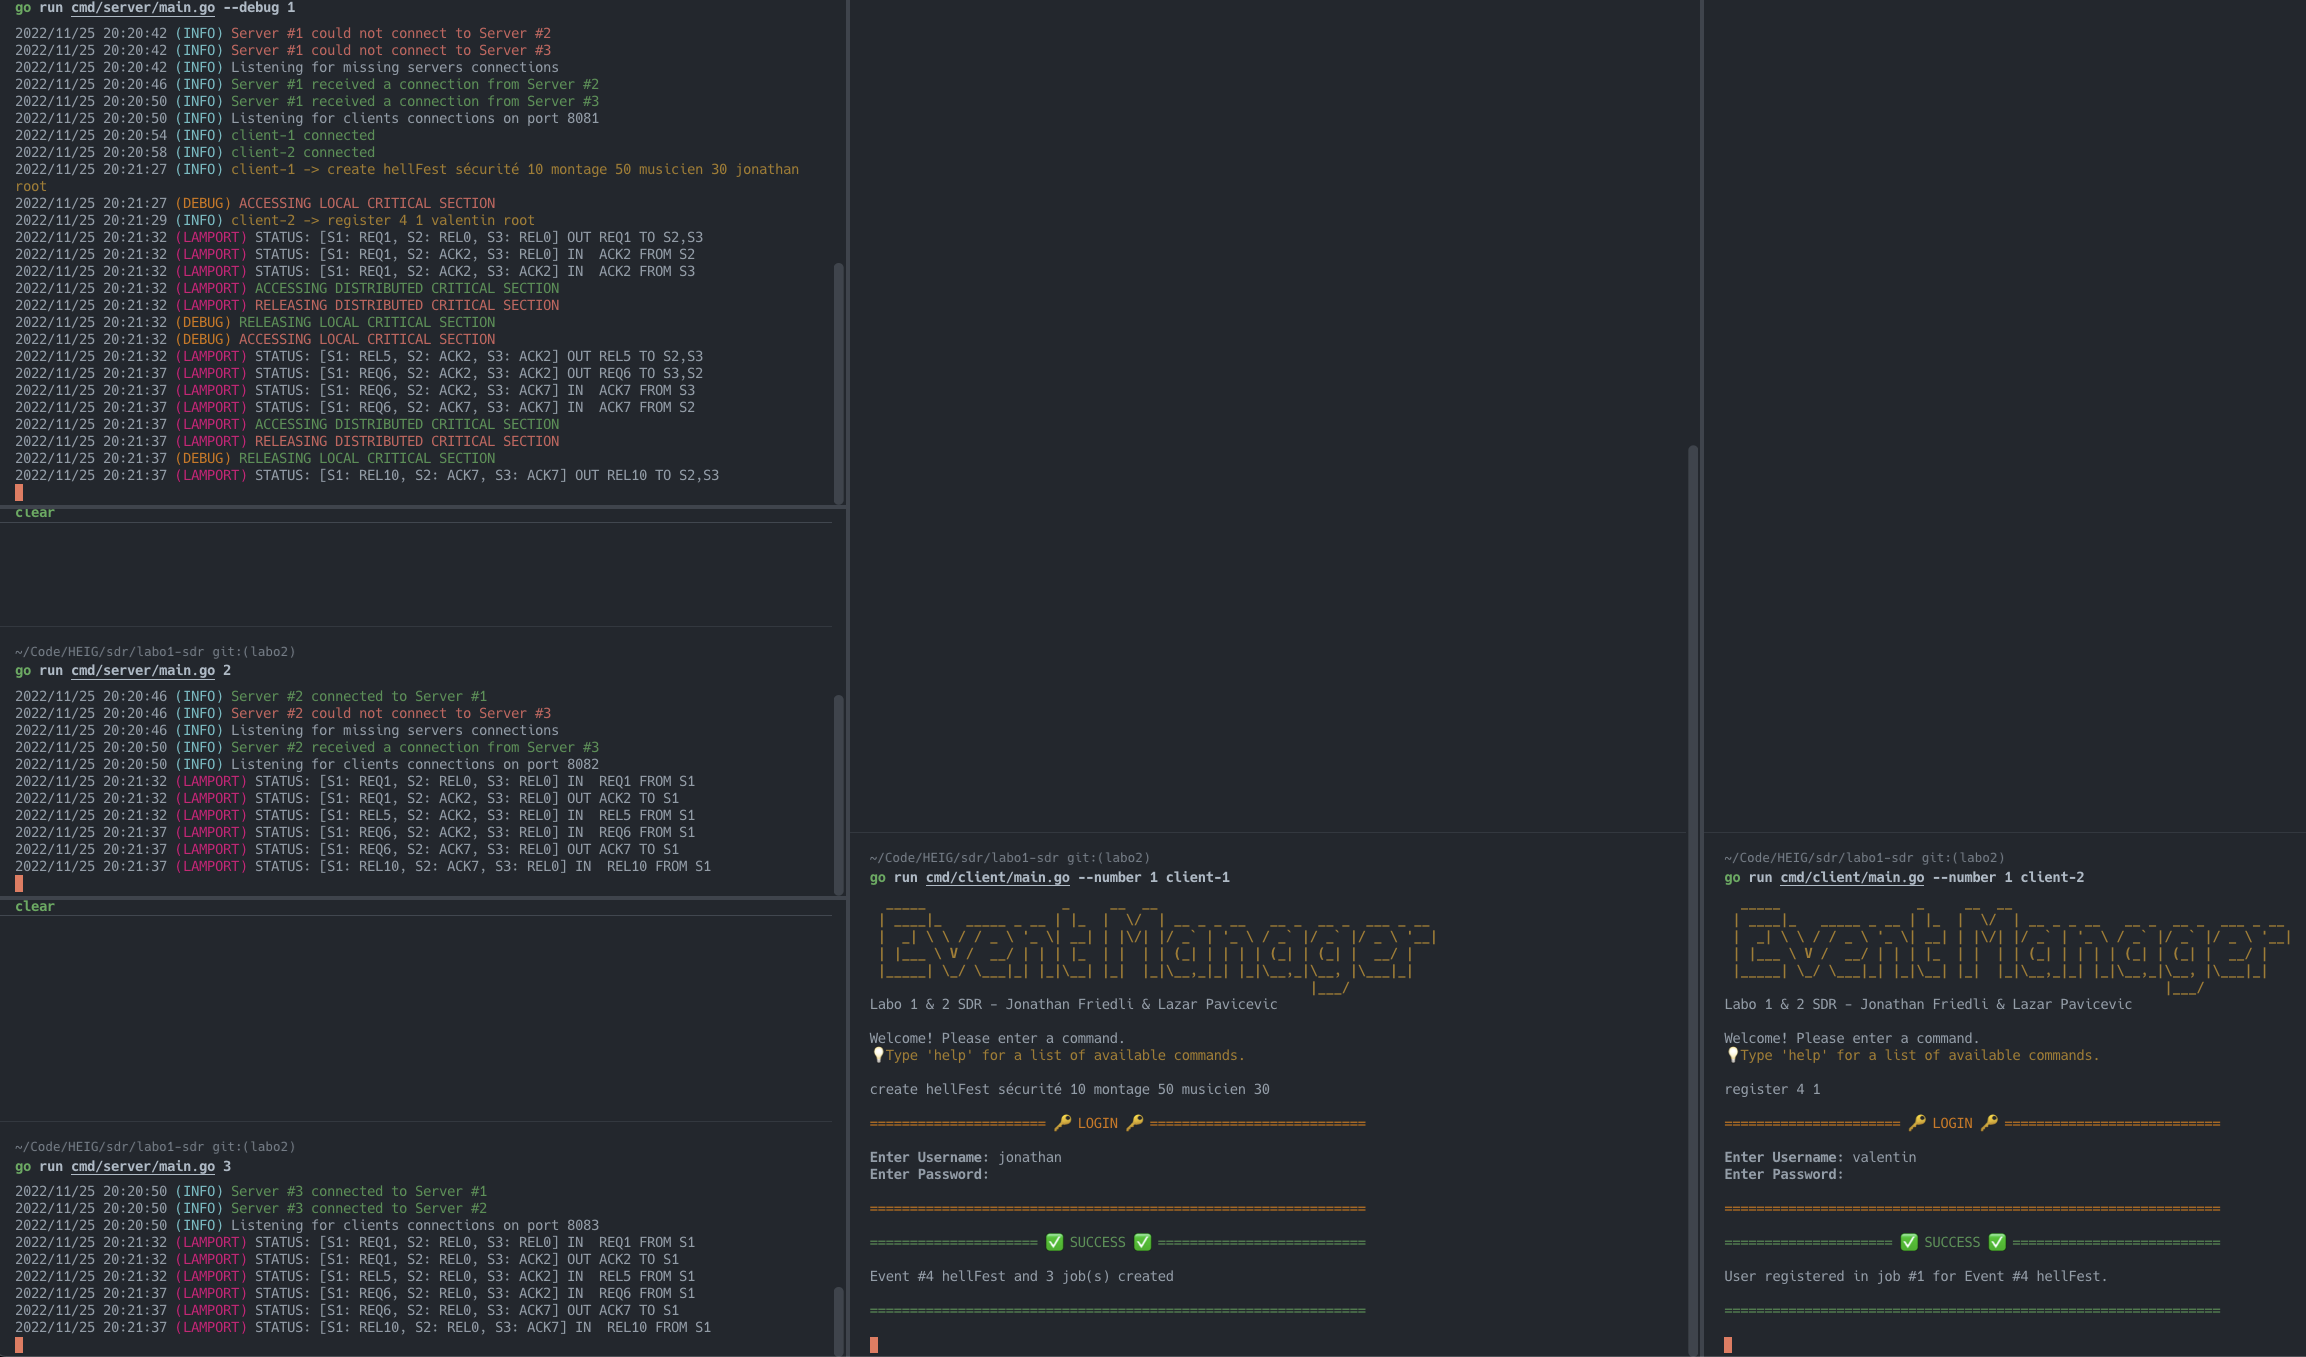 go run cmd/server/main.go --debug 1
2022/11/25 20:20:42 (INFO) Server #1 could not connect to Server #2
2022/11/25 20:20:42 (INFO) Server #1 could not connect to Server #3
2022/11/25 20:20:42 (INFO) Listening for missing servers connections
2022/11/25 20:20:46 (INFO) Server #1 received a connection from Server #2
2022/11/25 20:20:50 (INFO) Server #1 received a connection from Server #3
2022/11/25 20:20:50 (INFO) Listening for clients connections on port 8081
2022/11/25 20:20:54 (INFO) client-1 connected
2022/11/25 20:20:58 (INFO) client-2 connected
2022/11/25 20:21:27 (INFO) client-1 -> create hellFest sécurité 10 montage 50 musicien 30 jonathan
root
2022/11/25 20:21:27 (DEBUG) ACCESSING LOCAL CRITICAL SECTION
2022/11/25 20:21:29 (INFO) client-2 -> register 4 1 valentin root
2022/11/25 20:21:32 (LAMPORT) STATUS: [S1: REQ1, S2: REL0, S3: REL0] OUT REQ1 TO S2,S3
2022/11/25 20:21:32 (LAMPORT) STATUS: [S1: REQ1, S2: ACK2, S3: REL0] IN  ACK2 FROM S2
2022/11/25 20:21:32 (LAMPORT) STATUS: [S1: REQ1, S2: ACK2, S3: ACK2] IN  ACK2 FROM S3
2022/11/25 20:21:32 (LAMPORT) ACCESSING DISTRIBUTED CRITICAL SECTION
2022/11/25 20:21:32 (LAMPORT) RELEASING DISTRIBUTED CRITICAL SECTION
2022/11/25 20:21:32 (DEBUG) RELEASING LOCAL CRITICAL SECTION
2022/11/25 20:21:32 (DEBUG) ACCESSING LOCAL CRITICAL SECTION
2022/11/25 20:21:32 (LAMPORT) STATUS: [S1: REL5, S2: ACK2, S3: ACK2] OUT REL5 TO S2,S3
2022/11/25 20:21:37 (LAMPORT) STATUS: [S1: REQ6, S2: ACK2, S3: ACK2] OUT REQ6 TO S3,S2
2022/11/25 20:21:37 (LAMPORT) STATUS: [S1: REQ6, S2: ACK2, S3: ACK7] IN  ACK7 FROM S3
2022/11/25 20:21:37 (LAMPORT) STATUS: [S1: REQ6, S2: ACK7, S3: ACK7] IN  ACK7 FROM S2
2022/11/25 20:21:37 (LAMPORT) ACCESSING DISTRIBUTED CRITICAL SECTION
2022/11/25 20:21:37 (LAMPORT) RELEASING DISTRIBUTED CRITICAL SECTION
2022/11/25 20:21:37 (DEBUG) RELEASING LOCAL CRITICAL SECTION
2022/11/25 20:21:37 (LAMPORT) STATUS: [S1: REL10, S2: ACK7, S3: ACK7] OUT REL10 TO S2,S3
clear
~/Code/HEIG/sdr/labo1-sdr git:(labo2)
go run cmd/server/main.go 2
2022/11/25 20:20:46 (INFO) Server #2 connected to Server #1
2022/11/25 20:20:46 (INFO) Server #2 could not connect to Server #3
2022/11/25 20:20:46 (INFO) Listening for missing servers connections
2022/11/25 20:20:50 (INFO) Server #2 received a connection from Server #3
2022/11/25 20:20:50 (INFO) Listening for clients connections on port 8082
2022/11/25 20:21:32 (LAMPORT) STATUS: [S1: REQ1, S2: REL0, S3: REL0] IN  REQ1 FROM S1
2022/11/25 20:21:32 (LAMPORT) STATUS: [S1: REQ1, S2: ACK2, S3: REL0] OUT ACK2 TO S1
2022/11/25 20:21:32 (LAMPORT) STATUS: [S1: REL5, S2: ACK2, S3: REL0] IN  REL5 FROM S1
2022/11/25 20:21:37 (LAMPORT) STATUS: [S1: REQ6, S2: ACK2, S3: REL0] IN  REQ6 FROM S1
2022/11/25 20:21:37 (LAMPORT) STATUS: [S1: REQ6, S2: ACK7, S3: REL0] OUT ACK7 TO S1
2022/11/25 20:21:37 (LAMPORT) STATUS: [S1: REL10, S2: ACK7, S3: REL0] IN  REL10 FROM S1
clear
~/Code/HEIG/sdr/labo1-sdr git:(labo2)
go run cmd/server/main.go 3
2022/11/25 20:20:50 (INFO) Server #3 connected to Server #1
2022/11/25 20:20:50 (INFO) Server #3 connected to Server #2
2022/11/25 20:20:50 (INFO) Listening for clients connections on port 8083
2022/11/25 20:21:32 (LAMPORT) STATUS: [S1: REQ1, S2: REL0, S3: REL0] IN  REQ1 FROM S1
2022/11/25 20:21:32 (LAMPORT) STATUS: [S1: REQ1, S2: REL0, S3: ACK2] OUT ACK2 TO S1
2022/11/25 20:21:32 (LAMPORT) STATUS: [S1: REL5, S2: REL0, S3: ACK2] IN  REL5 FROM S1
2022/11/25 20:21:37 (LAMPORT) STATUS: [S1: REQ6, S2: REL0, S3: ACK2] IN  REQ6 FROM S1
2022/11/25 20:21:37 (LAMPORT) STATUS: [S1: REQ6, S2: REL0, S3: ACK7] OUT ACK7 TO S1
2022/11/25 20:21:37 (LAMPORT) STATUS: [S1: REL10, S2: REL0, S3: ACK7] IN  REL10 FROM S1
~/Code/HEIG/sdr/labo1-sdr git:(labo2)
go run cmd/client/main.go --number 1 client-1
Event Manager
Labo 1 & 2 SDR - Jonathan Friedli & Lazar Pavicevic
Welcome! Please enter a command.
💡Type 'help' for a list of available commands.
create hellFest sécurité 10 montage 50 musicien 30
🔑 LOGIN 🔑
Enter Username: jonathan
Enter Password:
✅ SUCCESS ✅
Event #4 hellFest and 3 job(s) created
~/Code/HEIG/sdr/labo1-sdr git:(labo2)
go run cmd/client/main.go --number 1 client-2
Event Manager
Labo 1 & 2 SDR - Jonathan Friedli & Lazar Pavicevic
Welcome! Please enter a command.
💡Type 'help' for a list of available commands.
register 4 1
🔑 LOGIN 🔑
Enter Username: valentin
Enter Password:
✅ SUCCESS ✅
User registered in job #1 for Event #4 hellFest.